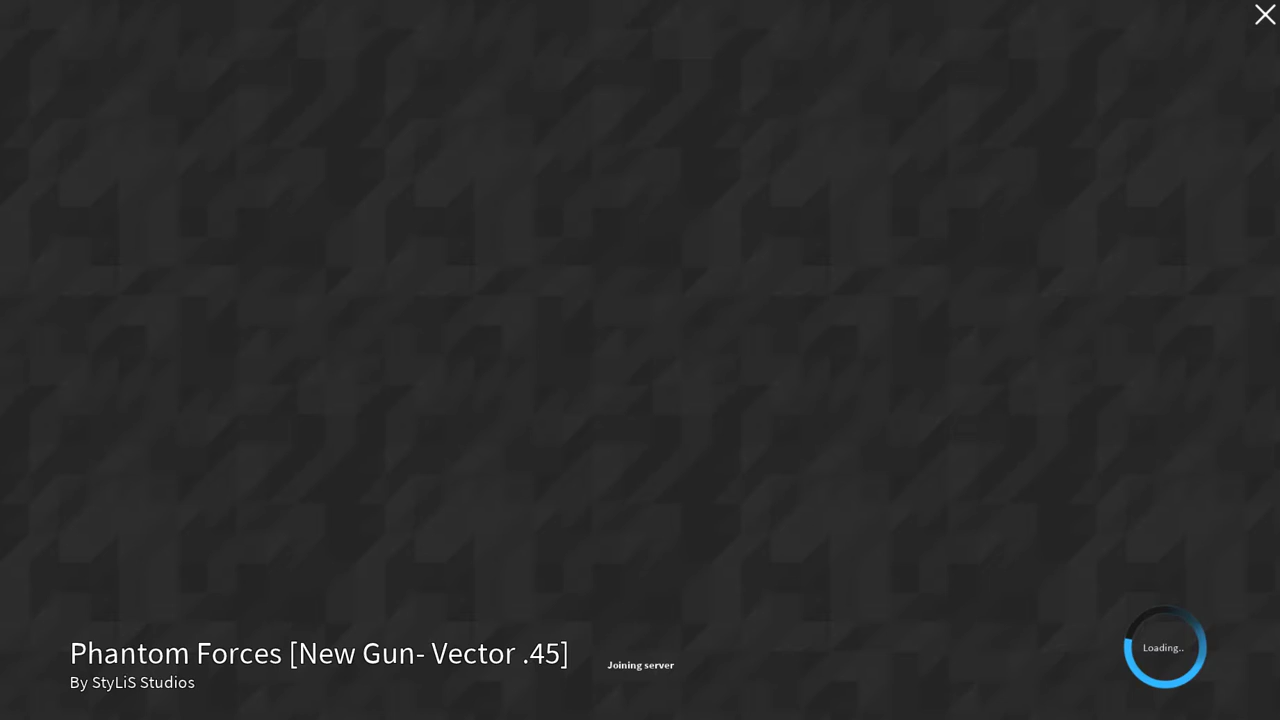 Phantom Forces [New Gun- Vector .45]
By StyLiS Studios
Joining server
Loading..